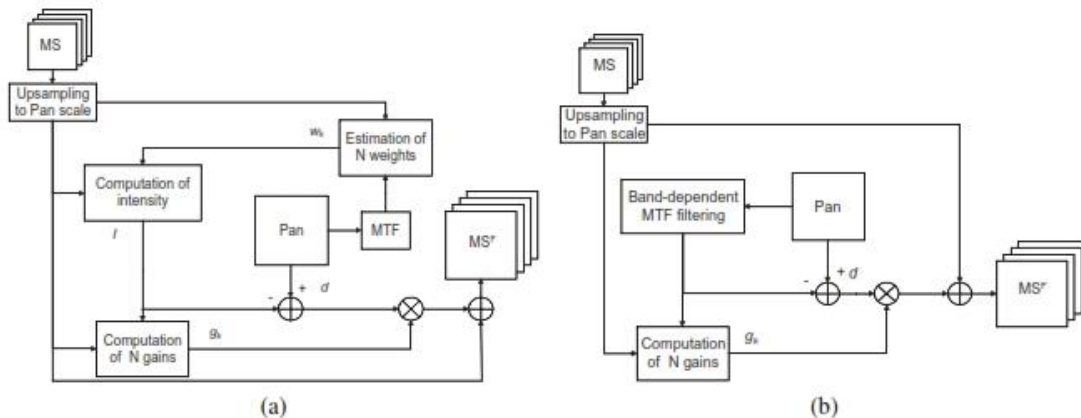 MS
Upsampling
to Pan scale
w_k
Estimation of
N weights
Computation of
intensity
I
Pan
MTF
MS^F
- + d
Computation
of N gains
g_k
(a)
MS
Upsampling
to Pan scale
Band-dependent
MTF filtering
Pan
- + d
MS^F
Computation
of N gains
g_k
(b)